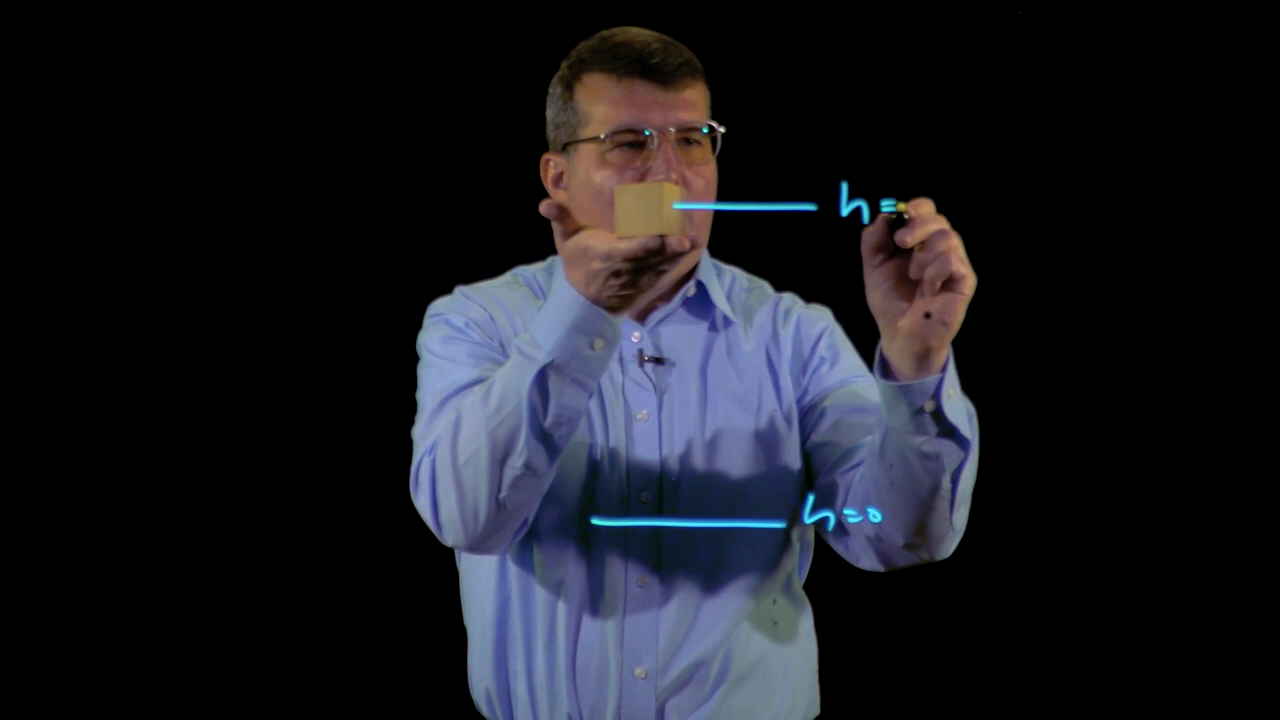 h =
h = 0